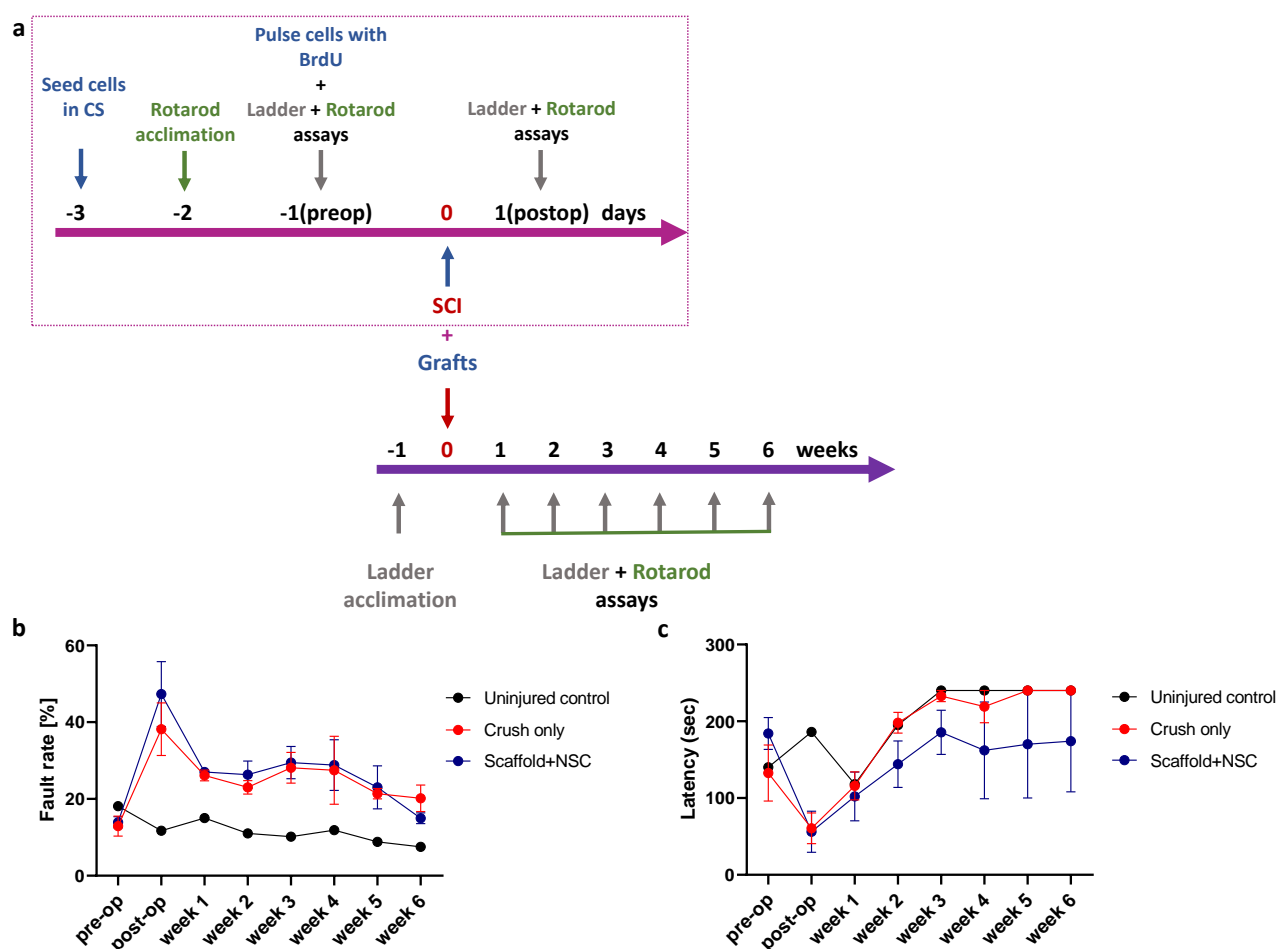 a
Pulse cells with
BrdU
+
Seed cells
in CS
Rotarod
acclimation
Ladder + Rotarod
assays
Ladder + Rotarod
assays
-3 -2 -1(preop) 0 1(postop) days
SCI
+
Grafts
-1 0 1 2 3 4 5 6 weeks
Ladder
acclimation
Ladder + Rotarod
assays
b
Fault rate [%]
60
40
20
0
pre-op
post-op
week 1
week 2
week 3
week 4
week 5
week 6
Uninjured control
Crush only
Scaffold+NSC
c
Latency (sec)
300
200
100
0
pre-op
post-op
week 1
week 2
week 3
week 4
week 5
week 6
Uninjured control
Crush only
Scaffold+NSC